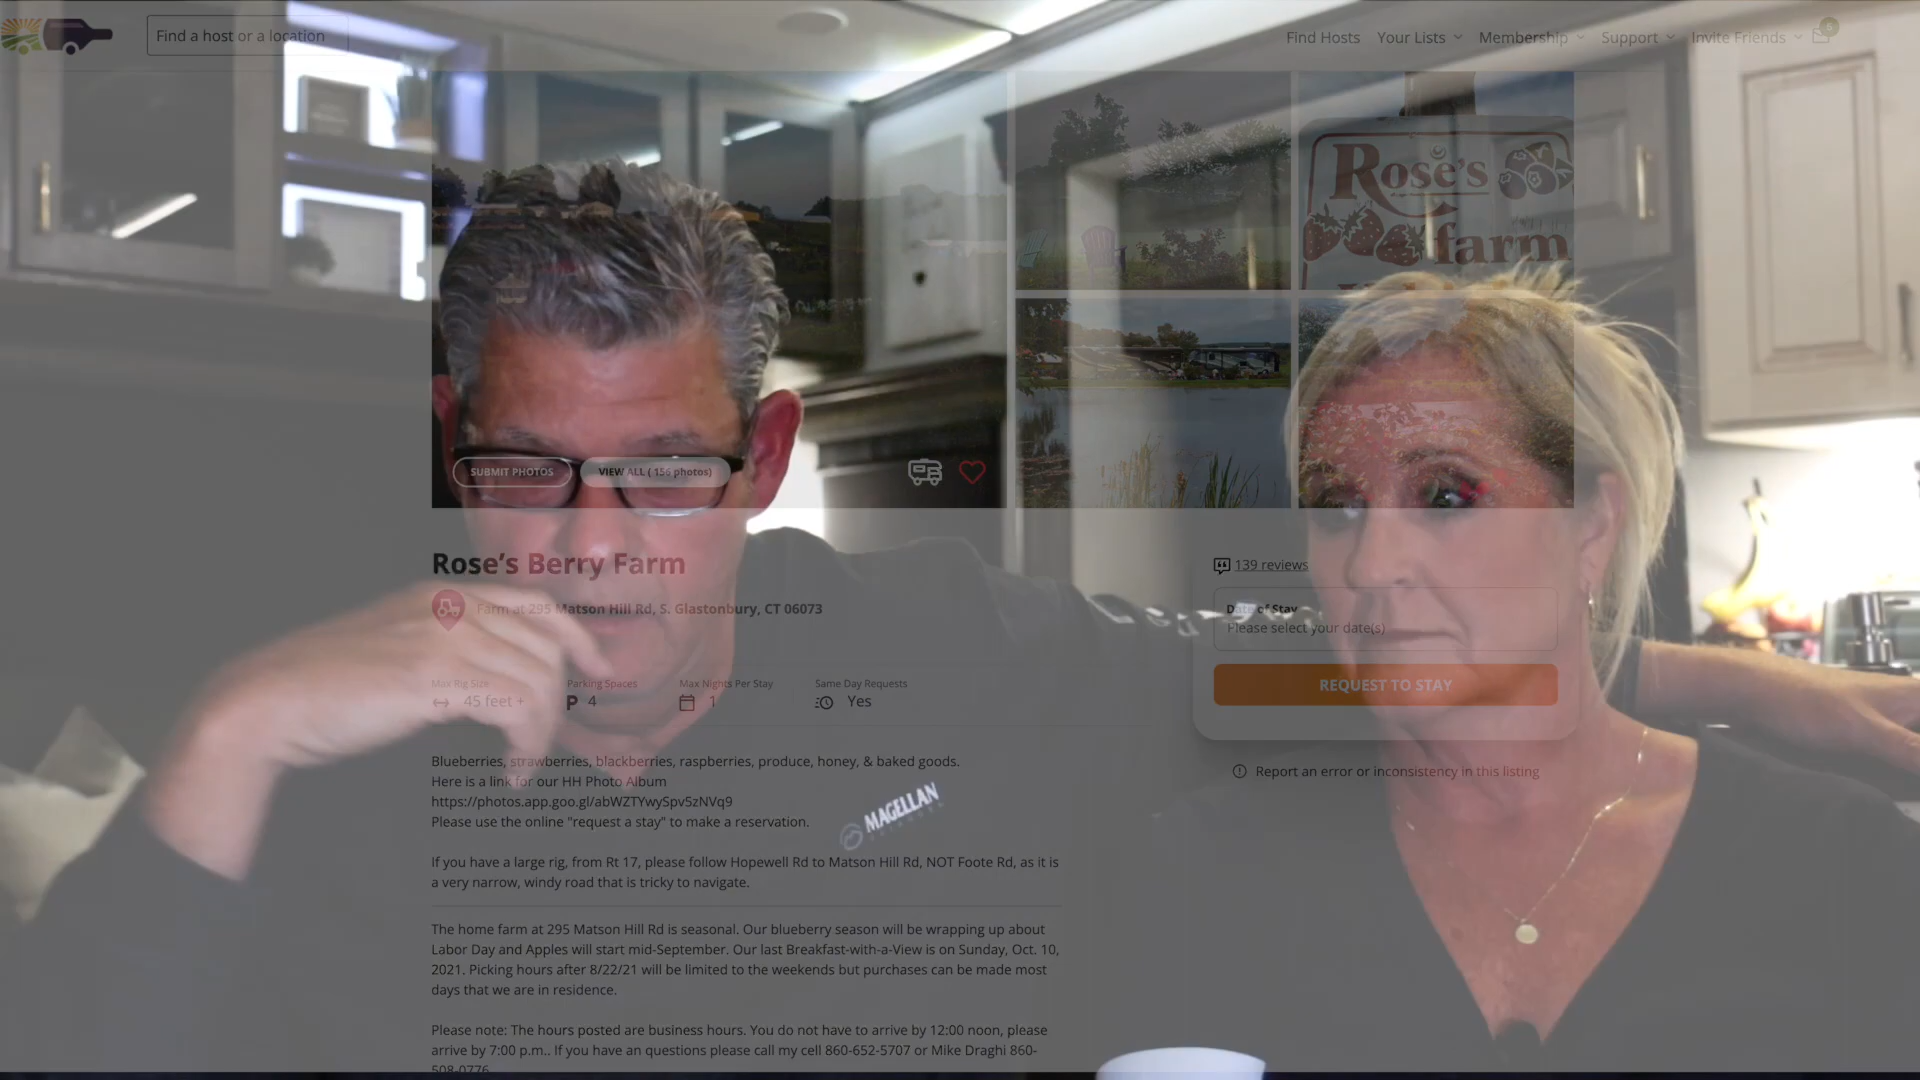 Find a host or a location
Find Hosts
Your Lists
Membership
Support
Invite Friends
5
Rose's
farm
SUBMIT PHOTOS
VIEW ALL ( 156 photos)
Rose's Berry Farm
Farm at 295 Matson Hill Rd, S. Glastonbury, CT 06073
139 reviews
Date of Stay
Please select your date(s)
REQUEST TO STAY
Report an error or inconsistency in this listing
Max Rig Size
45 feet +
Parking Spaces
P 4
Max Nights Per Stay
1
Same Day Requests
Yes
Blueberries, strawberries, blackberries, raspberries, produce, honey, & baked goods.
Here is a link for our HH Photo Album
https://photos.app.goo.gl/abWZTYwySpv5zNVq9
Please use the online "request a stay" to make a reservation.
MAGELLAN
If you have a large rig, from Rt 17, please follow Hopewell Rd to Matson Hill Rd, NOT Foote Rd, as it is
a very narrow, windy road that is tricky to navigate.
The home farm at 295 Matson Hill Rd is seasonal. Our blueberry season will be wrapping up about
Labor Day and Apples will start mid-September. Our last Breakfast-with-a-View is on Sunday, Oct. 10,
2021. Picking hours after 8/22/21 will be limited to the weekends but purchases can be made most
days that we are in residence.
Please note: The hours posted are business hours. You do not have to arrive by 12:00 noon, please
arrive by 7:00 p.m.. If you have an questions please call my cell 860-652-5707 or Mike Draghi 860-
508-0776